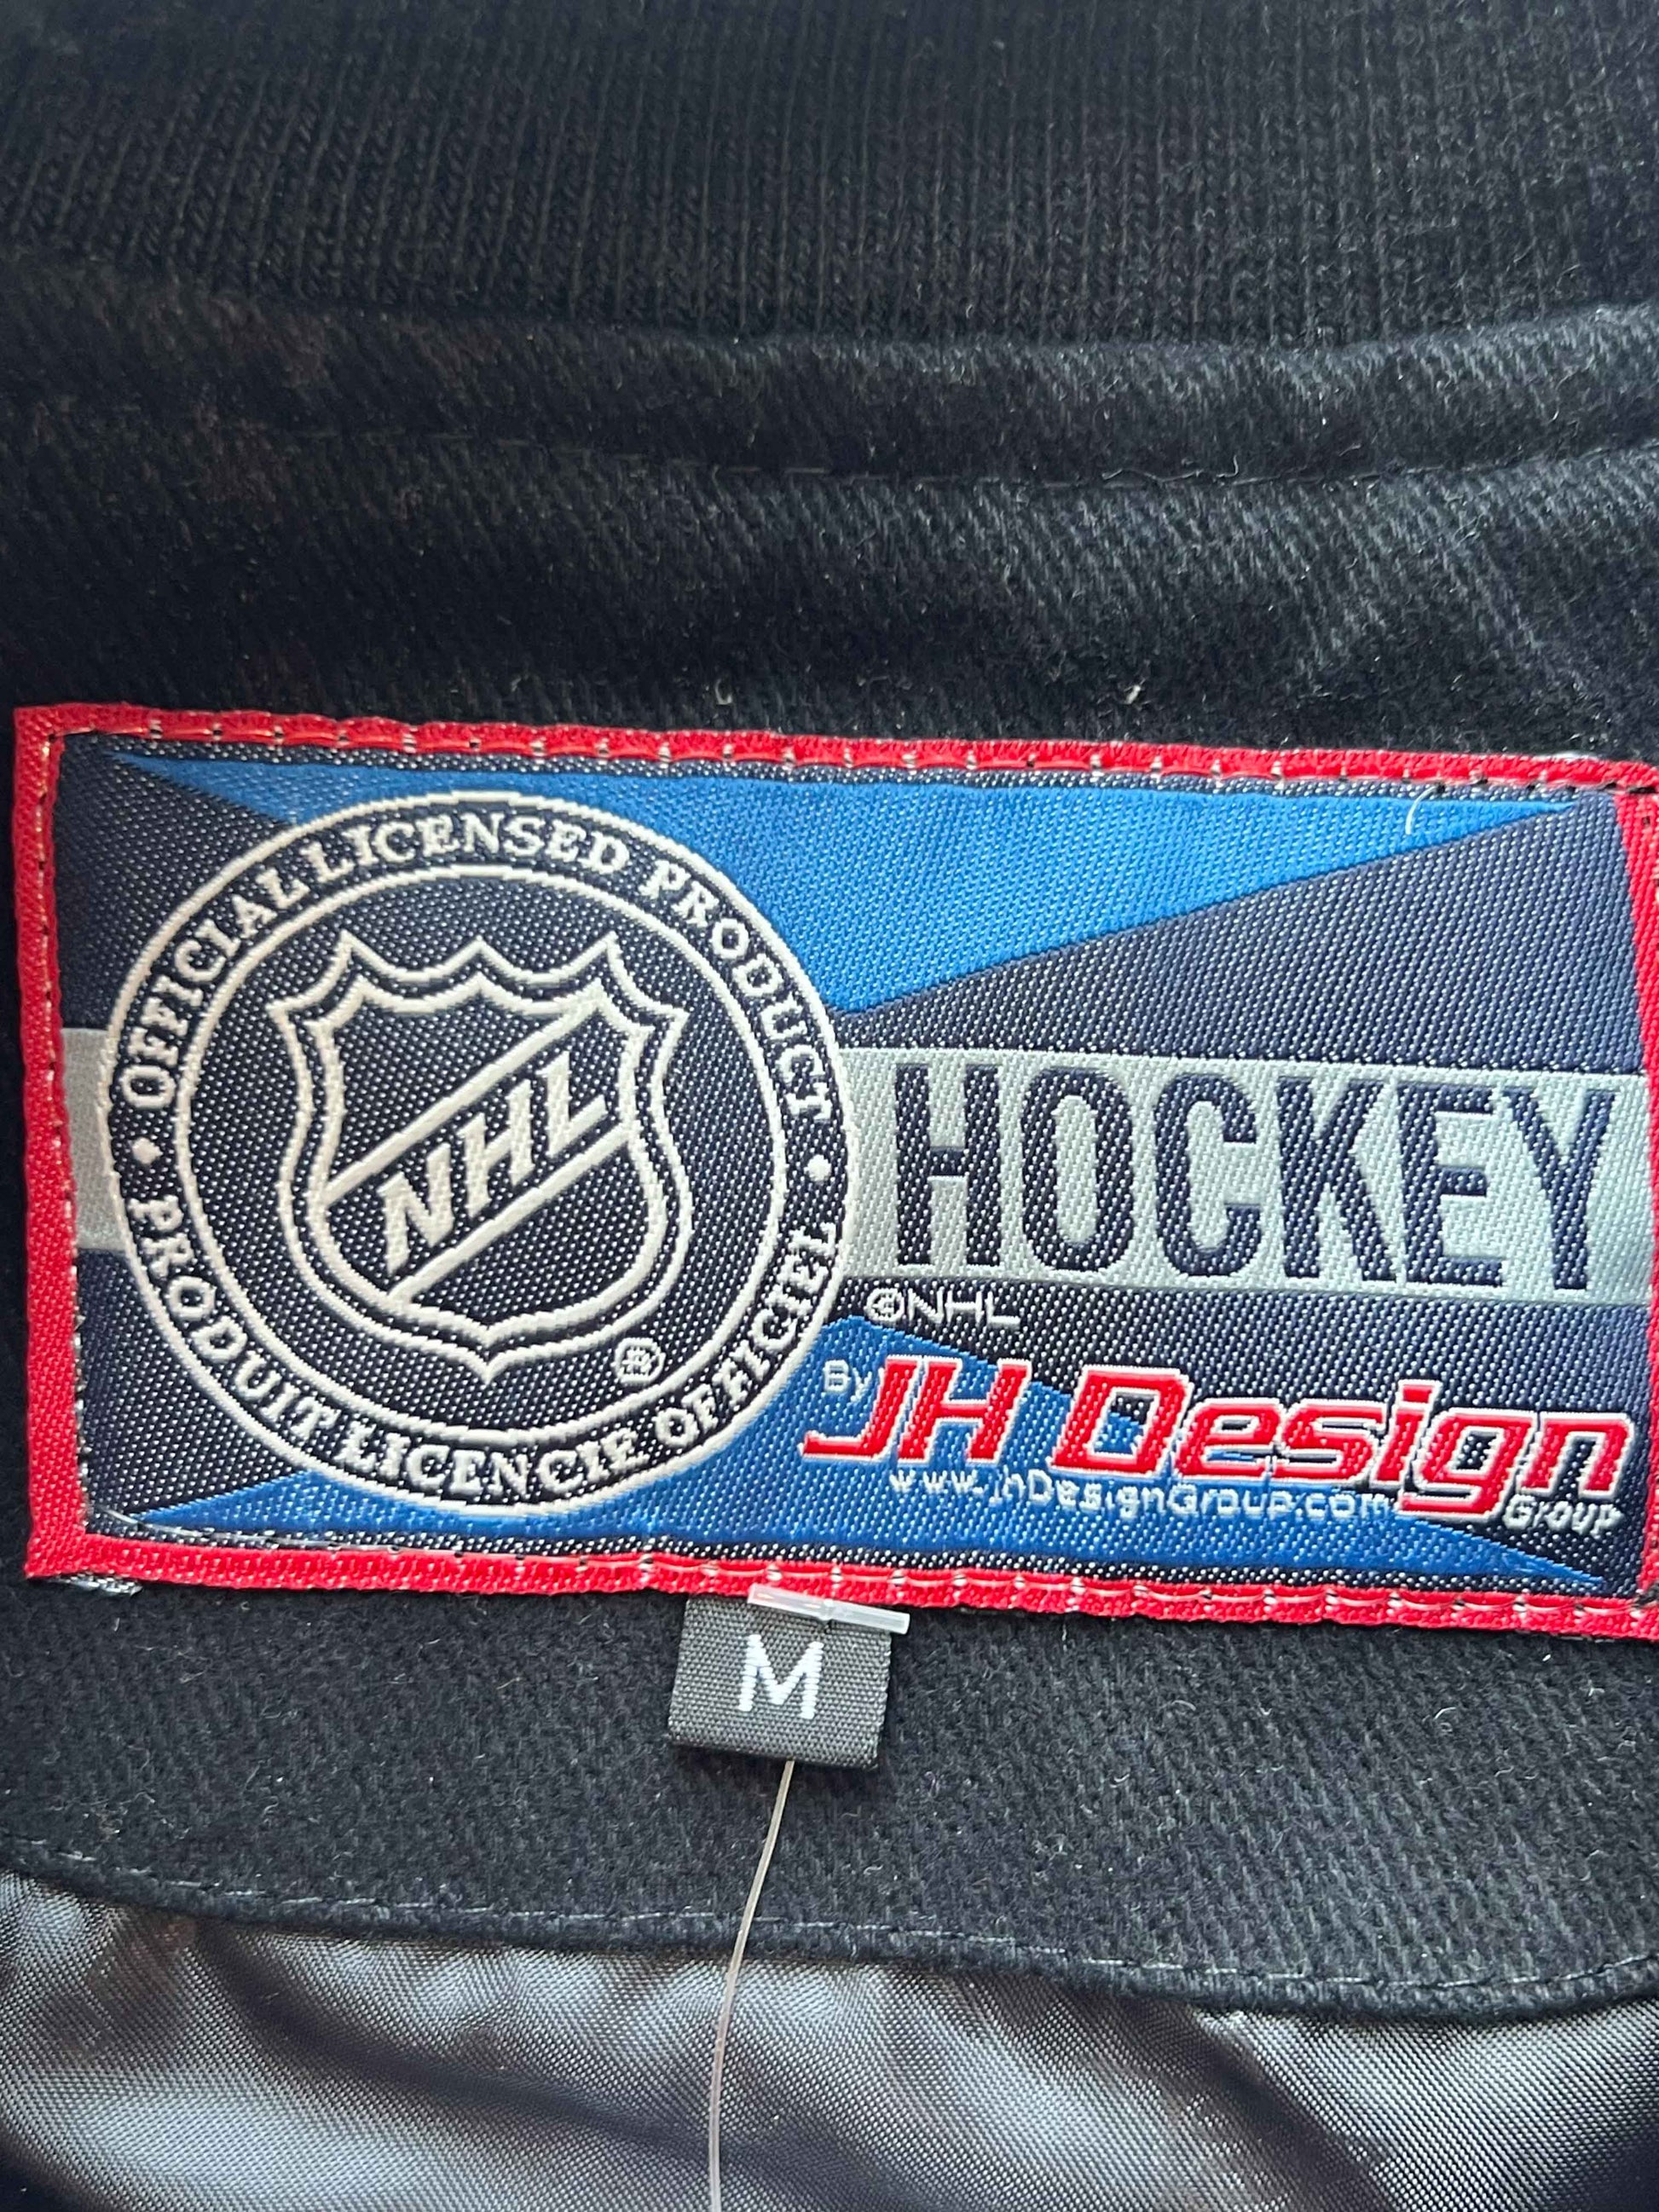 OFFICIAL LICENSED PRODUCT
NHL
®
• PRODUIT LICENCIE OFFICIEL •
HOCKEY
©NHL
By JH Design
Group
www.jhDesignGroup.com
M